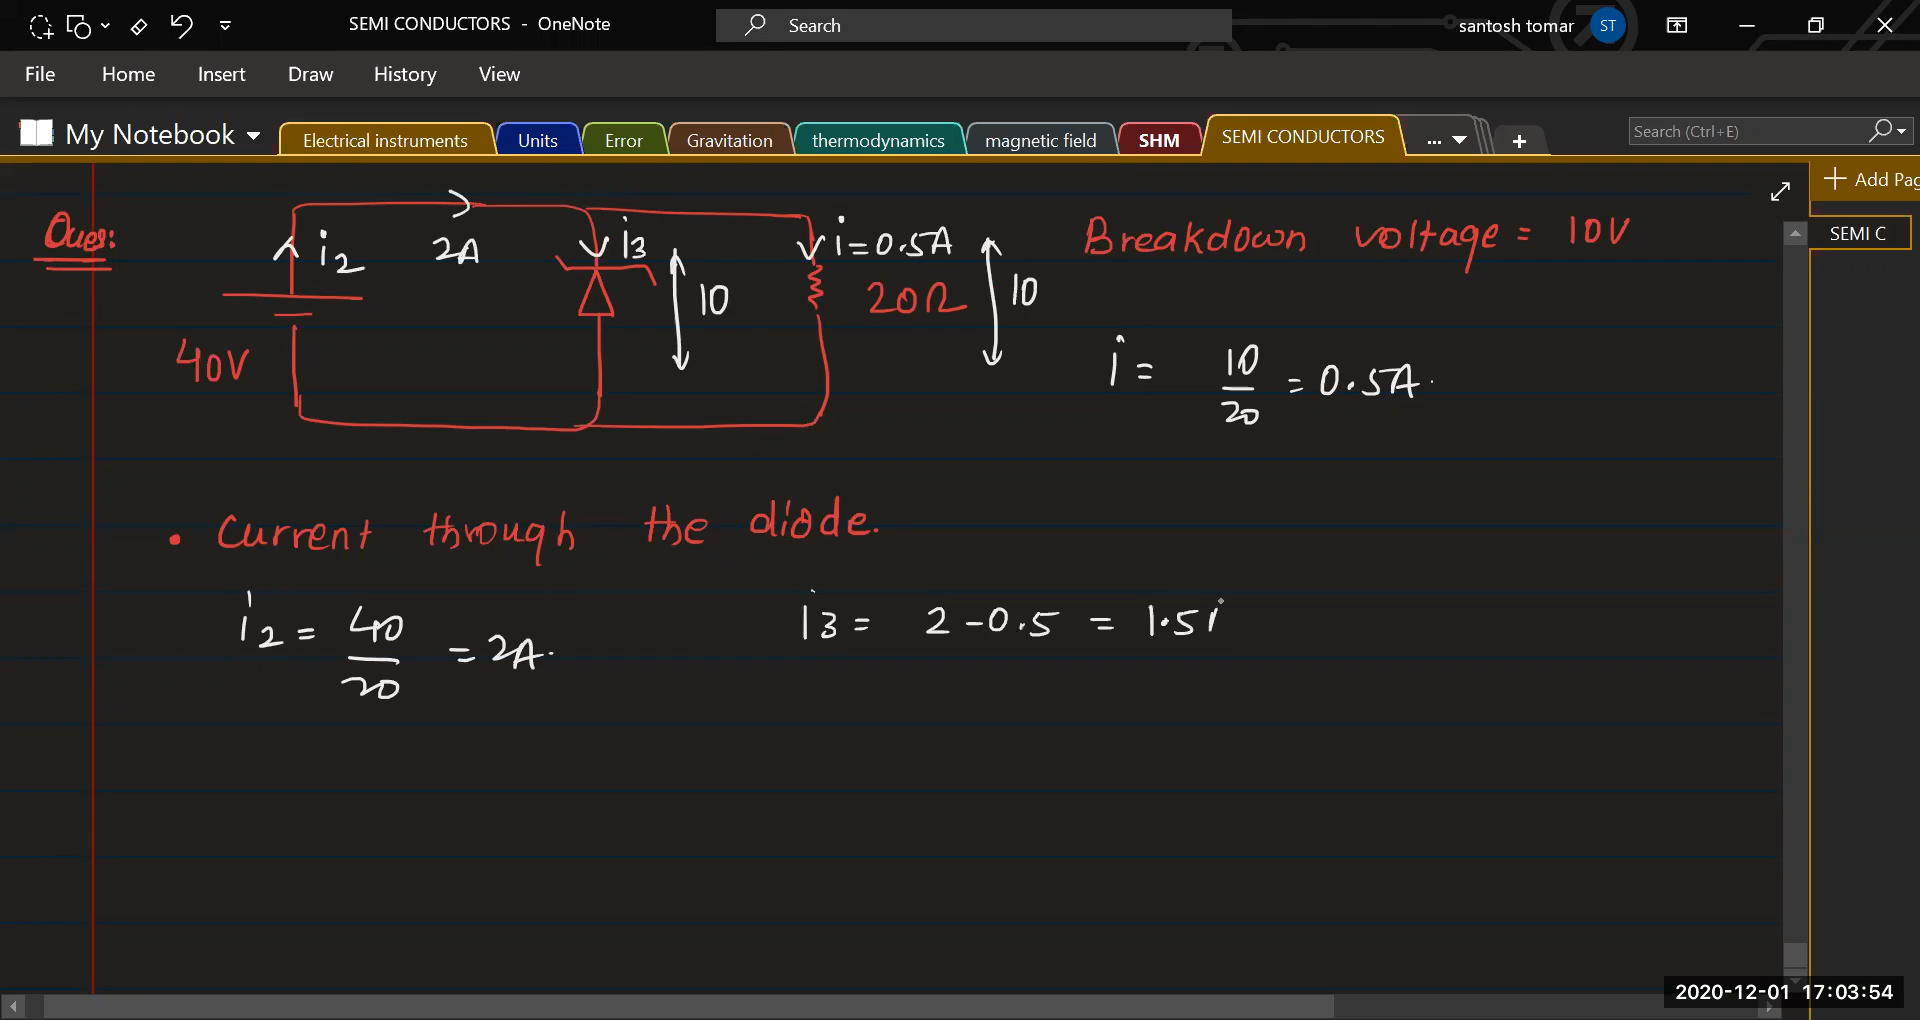 SEMI CONDUCTORS - OneNote
Search
santosh tomar
ST
File Home Insert Draw History View
My Notebook
Electrical instruments
Units
Error
Gravitation
thermodynamics
magnetic field
SHM
SEMI CONDUCTORS
...
+
Search (Ctrl+E)
+ Add Pag
SEMI C
Ques:
i2
2A
i3
10
i=0.5A
20Ω
10
40V
Breakdown voltage = 10V
i = 10/20 = 0.5A.
• Current through the diode.
i2 = 40/20 = 2A.
i3 = 2-0.5 = 1.5
2020-12-01 17:03:54